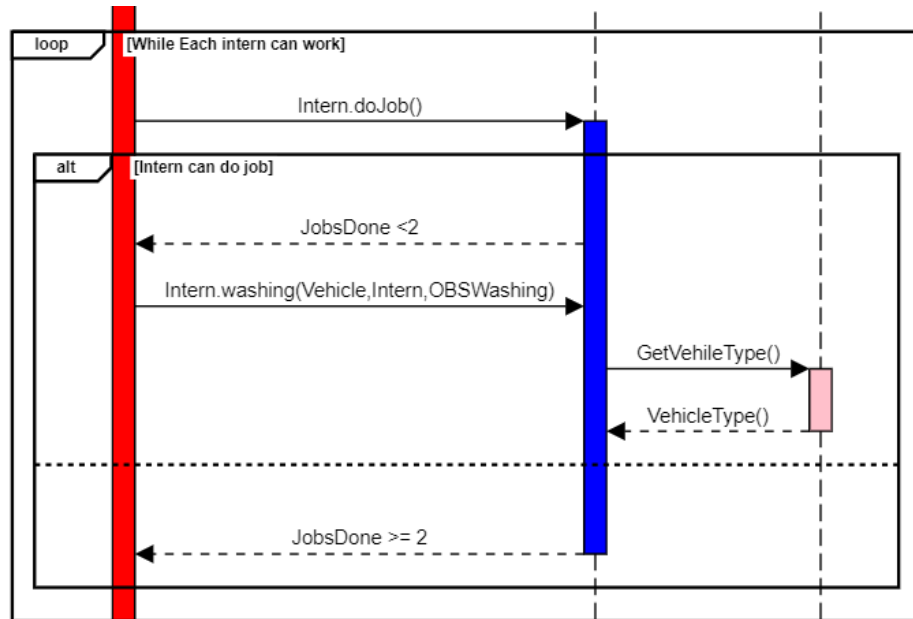 loop
[While Each intern can work]
Intern.doJob()
alt
[Intern can do job]
JobsDone <2
Intern.washing(Vehicle,Intern,OBSWashing)
GetVehileType()
VehicleType()
JobsDone >= 2